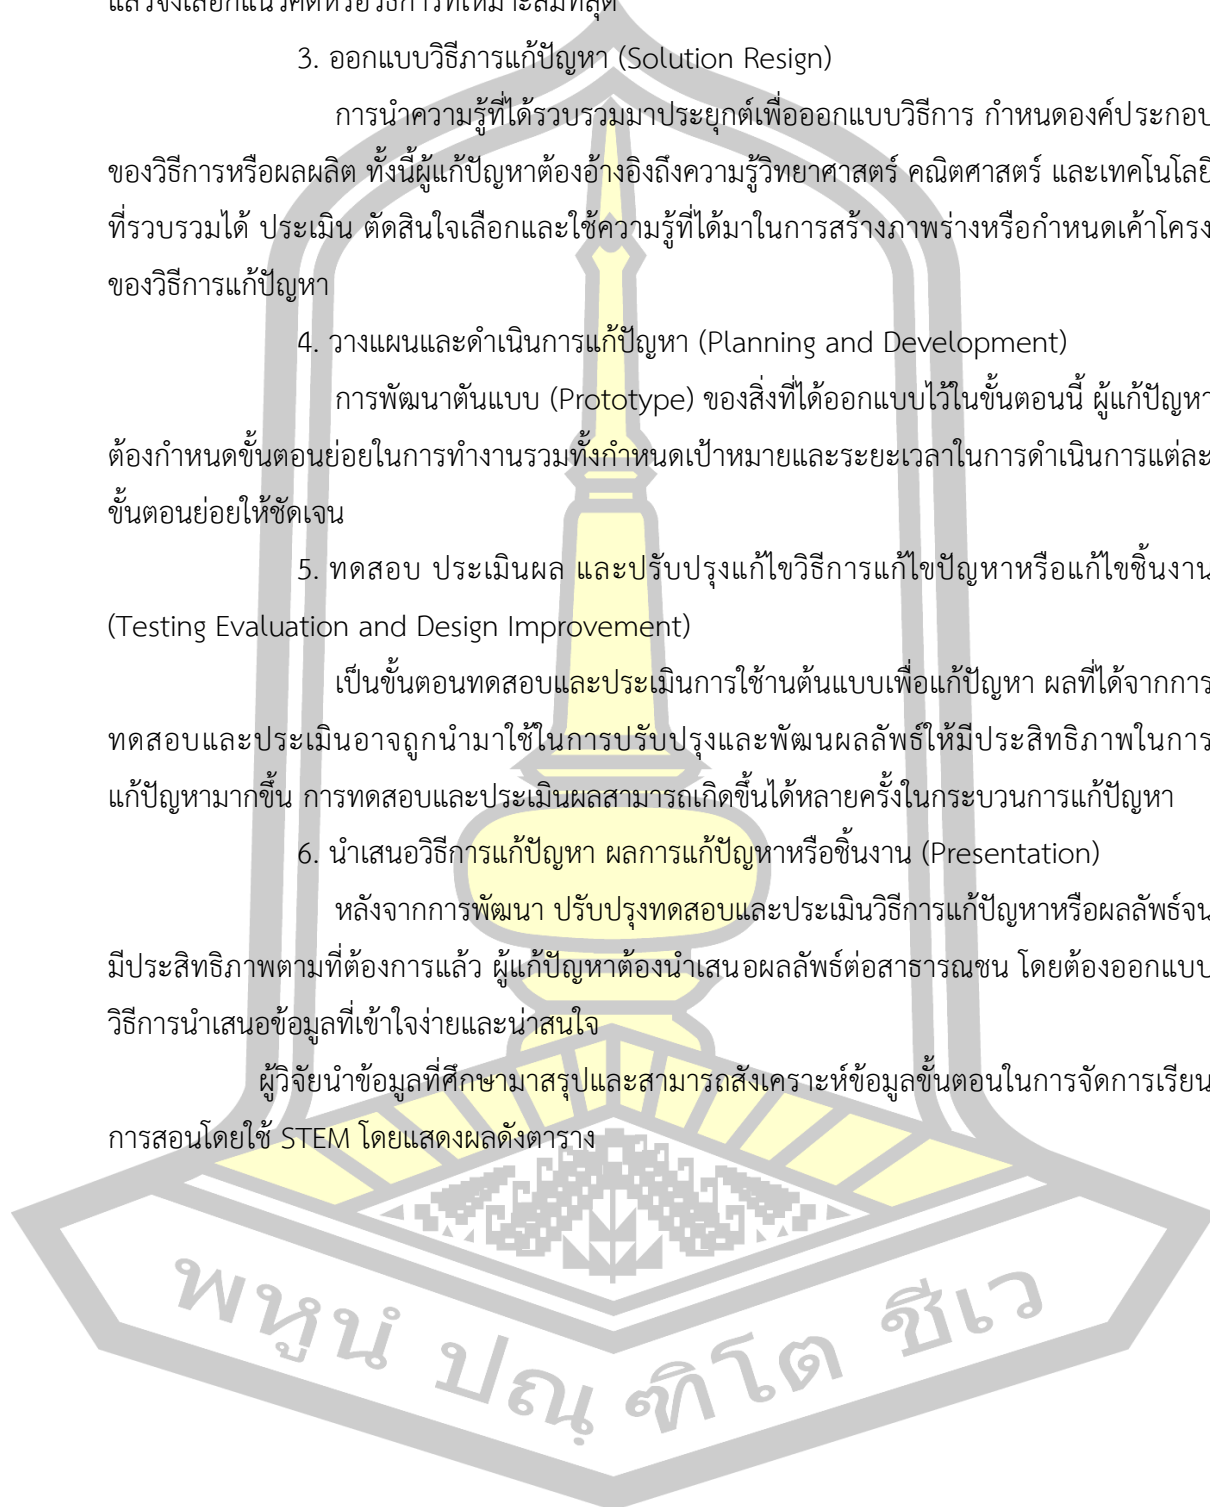 แล้วจึงเลือกแนวคิดหรือวิธีการที่เหมาะสมที่สุด
3. ออกแบบวิธีภารแก้ปัญหา (Solution Resign)
การนำความรู้ที่ได้รวบรวมมาประยุกต์เพื่อออกแบบวิธีการ กำหนดองค์ประกอบ
ของวิธีการหรือผลผลิต ทั้งนี้ผู้แก้ปัญหาต้องอ้างอิงถึงความรู้วิทยาศาสตร์ คณิตศาสตร์ และเทคโนโลยี
ที่รวบรวมได้ ประเมิน ตัดสินใจเลือกและใช้ความรู้ที่ได้มาในการสร้างภาพร่างหรือกำหนดเค้าโครง
ของวิธีการแก้ปัญหา
4. วางแผนและดำเนินการแก้ปัญหา (Planning and Development)
การพัฒนาตันแบบ (Prototype) ของสิ่งที่ได้ออกแบบไว้ในขั้นตอนนี้ ผู้แก้ปัญหา
ต้องกำหนดขั้นตอนย่อยในการทำงานรวมทั้งกำหนดเป้าหมายและระยะเวลาในการดำเนินการแต่ละ
ขั้นตอนย่อยให้ชัดเจน
5. ทดสอบ ประเมินผล และปรับปรุงแก้ไขวิธีการแก้ไขปัญหาหรือแก้ไขชิ้นงาน
(Testing Evaluation and Design Improvement)
เป็นขั้นตอนทดสอบและประเมินการใช้านต้นแบบเพื่อแก้ปัญหา ผลที่ได้จากการ
ทดสอบและประเมินอาจถูกนำมาใช้ในการปรับปรุงและพัฒนผลลัพธ์ให้มีประสิทธิภาพในการ
แก้ปัญหามากขึ้น การทดสอบและประเมินผลสามารถเกิดขึ้นได้หลายครั้งในกระบวนการแก้ปัญหา
6. นำเสนอวิธีการแก้ปัญหา ผลการแก้ปัญหาหรือชิ้นงาน (Presentation)
หลังจากการพัฒนา ปรับปรุงทดสอบและประเมินวิธีการแก้ปัญหาหรือผลลัพธ์จน
มีประสิทธิภาพตามที่ต้องการแล้ว ผู้แก้ปัญหาต้องนำเสนอผลลัพธ์ต่อสาธารณชน โดยต้องออกแบบ
วิธีการนำเสนอข้อมูลที่เข้าใจง่ายและน่าสนใจ
ผู้วิจัยนำข้อมูลที่ศึกษามาสรุปและสามารถสังเคราะห์ข้อมูลขั้นตอนในการจัดการเรียน
การสอนโดยใช้ STEM โดยแสดงผลดังตาราง
พหูนํ ปณฺฑิโต ชีเว